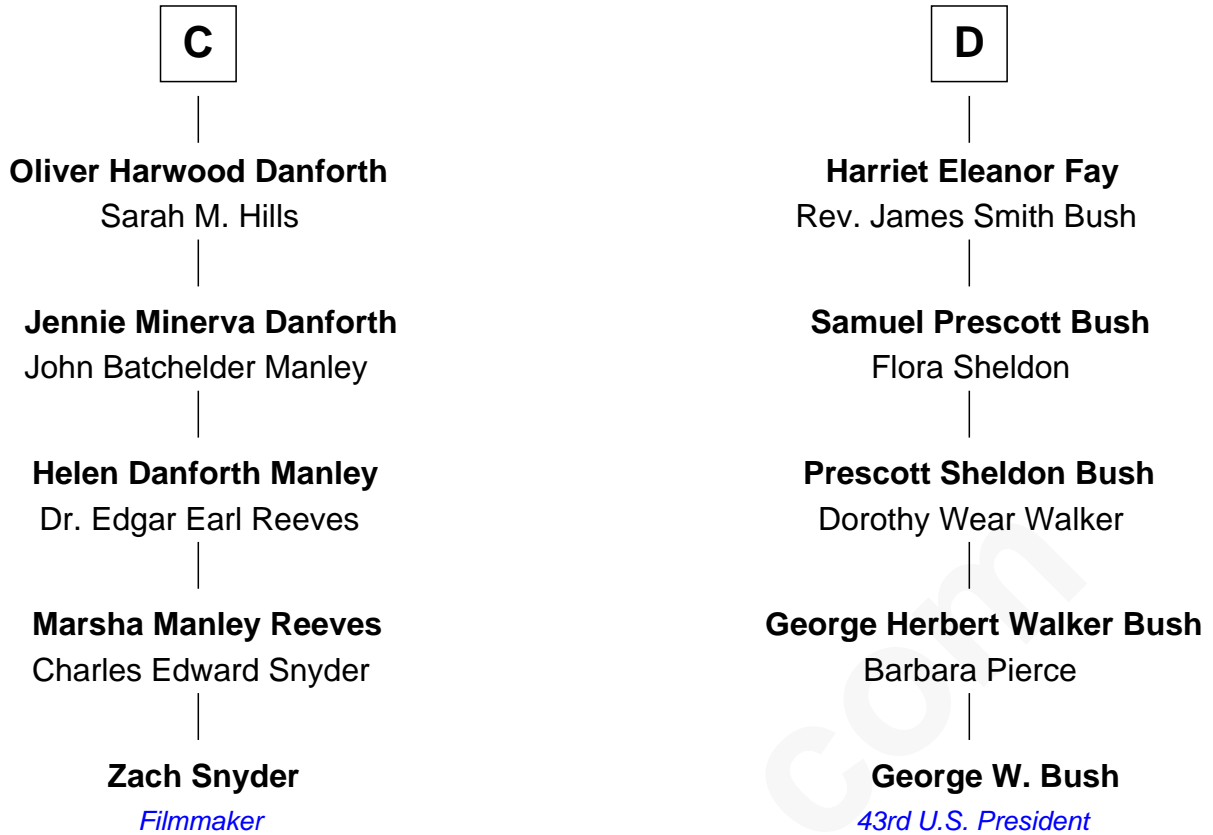 C
Oliver Harwood Danforth
Sarah M. Hills
Jennie Minerva Danforth
John Batchelder Manley
Helen Danforth Manley
Dr. Edgar Earl Reeves
Marsha Manley Reeves
Charles Edward Snyder
Zach Snyder
Filmmaker
D
Harriet Eleanor Fay
Rev. James Smith Bush
Samuel Prescott Bush
Flora Sheldon
Prescott Sheldon Bush
Dorothy Wear Walker
George Herbert Walker Bush
Barbara Pierce
George W. Bush
43rd U.S. President
com